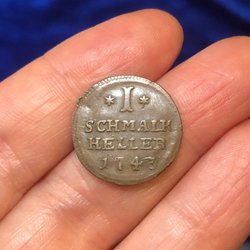 * I *
SCHMALK
HELLER
1743